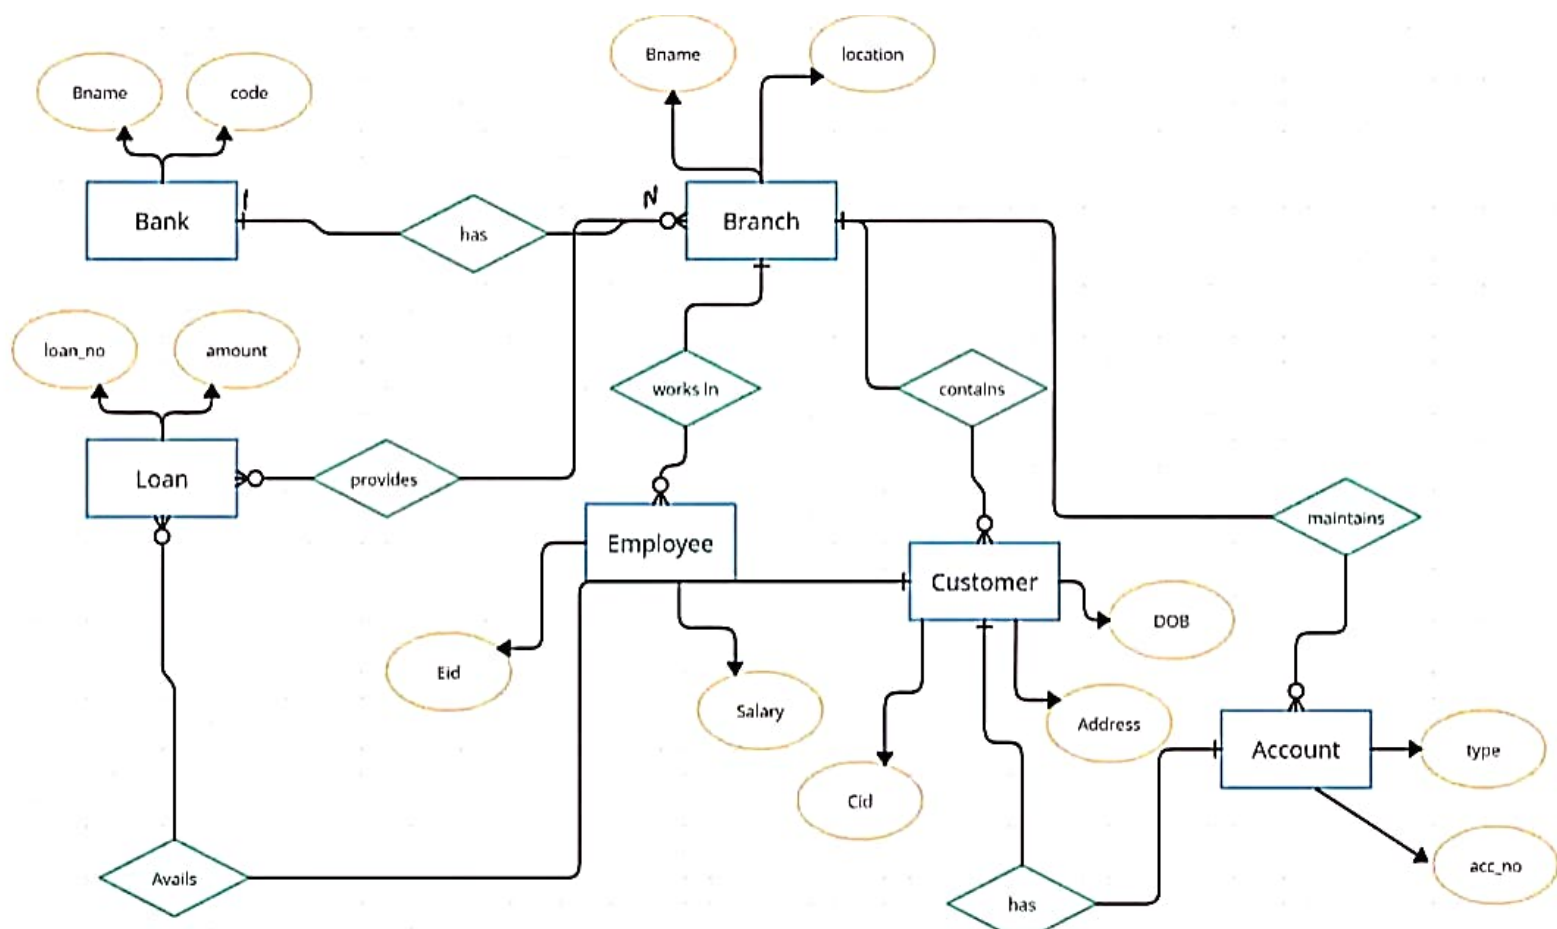 Bname
location
Bname
code
1
N
Bank
has
Branch
loan_no
amount
works In
contains
Loan
provides
maintains
Employee
Customer
DOB
Eid
Salary
Address
Cid
Account
type
acc_no
Avails
has